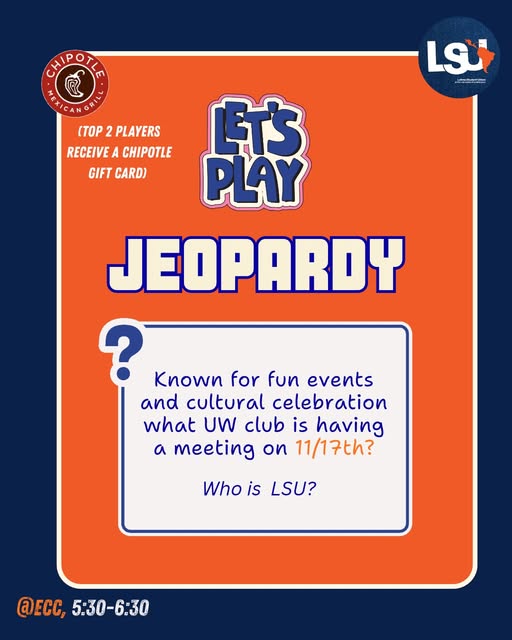 CHIPOTLE
MEXICAN GRILL
LSU
(TOP 2 PLAYERS
RECEIVE A CHIPOTLE
GIFT CARD)
LET'S
PLAY
JEOPARDY
?
Known for fun events
and cultural celebration
what UW club is having
a meeting on 11/17th?
Who is LSU?
@ECC, 5:30-6:30